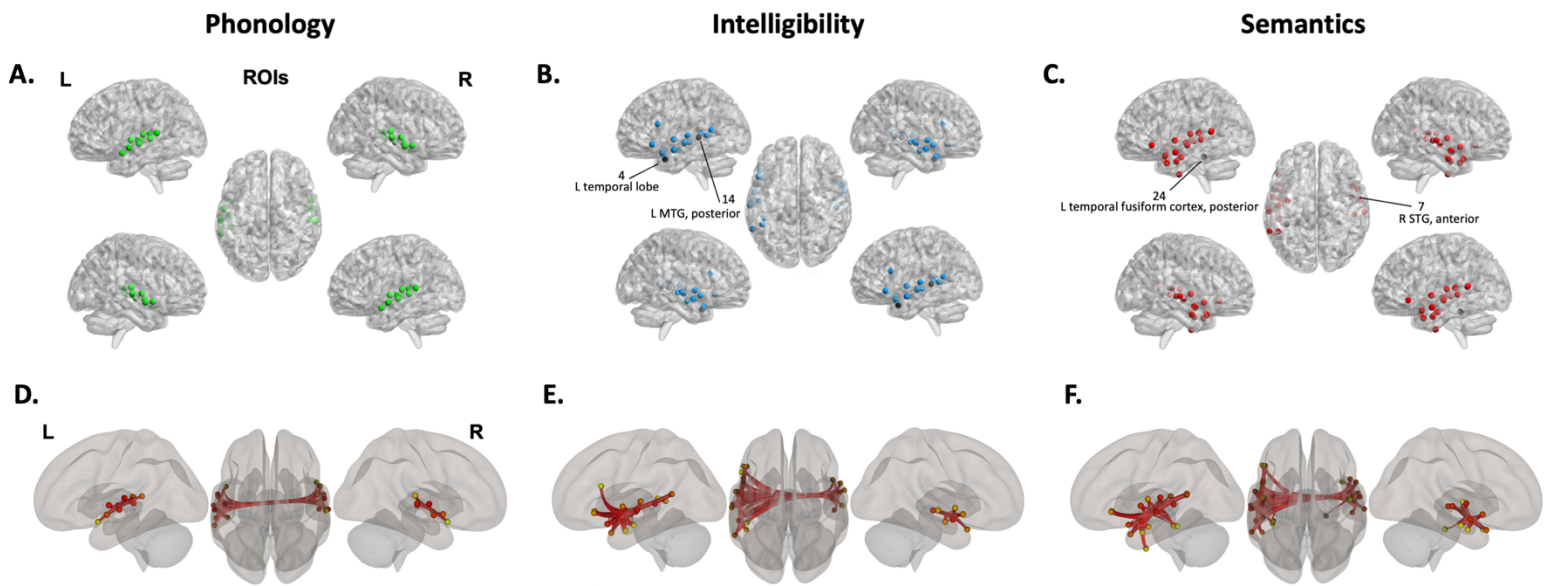 Phonology
Intelligibility
Semantics
A.
L
ROIs
R
B.
4
L temporal lobe
14
L MTG, posterior
C.
24
L temporal fusiform cortex, posterior
7
R STG, anterior
D.
L
R
E.
F.